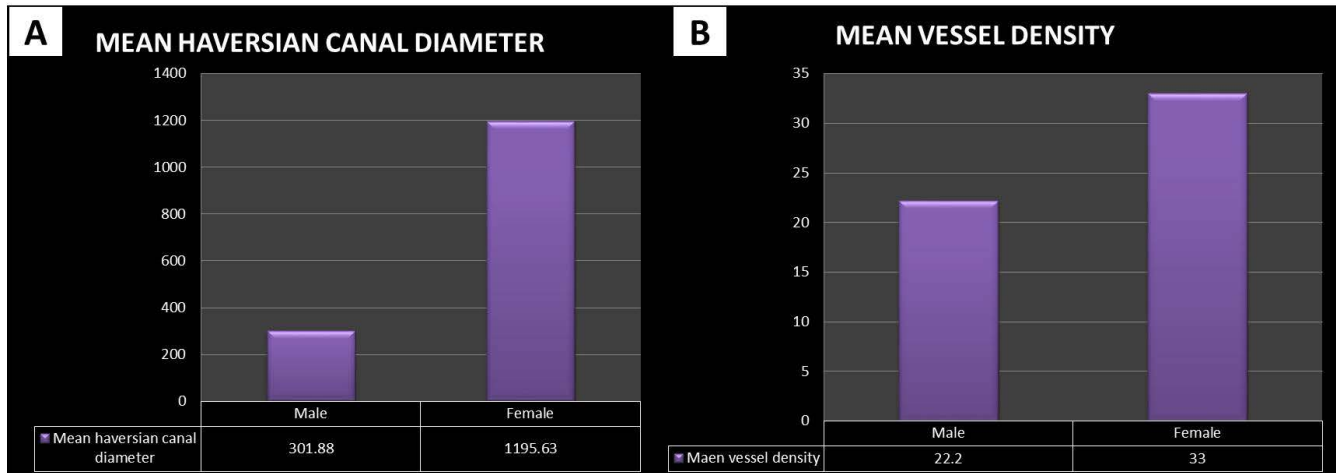 A
MEAN HAVERSIAN CANAL DIAMETER
1400
1200
1000
800
600
400
200
0
Male Female
Mean haversian canal
diameter
301.88 1195.63
B
MEAN VESSEL DENSITY
35
30
25
20
15
10
5
0
Male Female
Maen vessel density 22.2 33